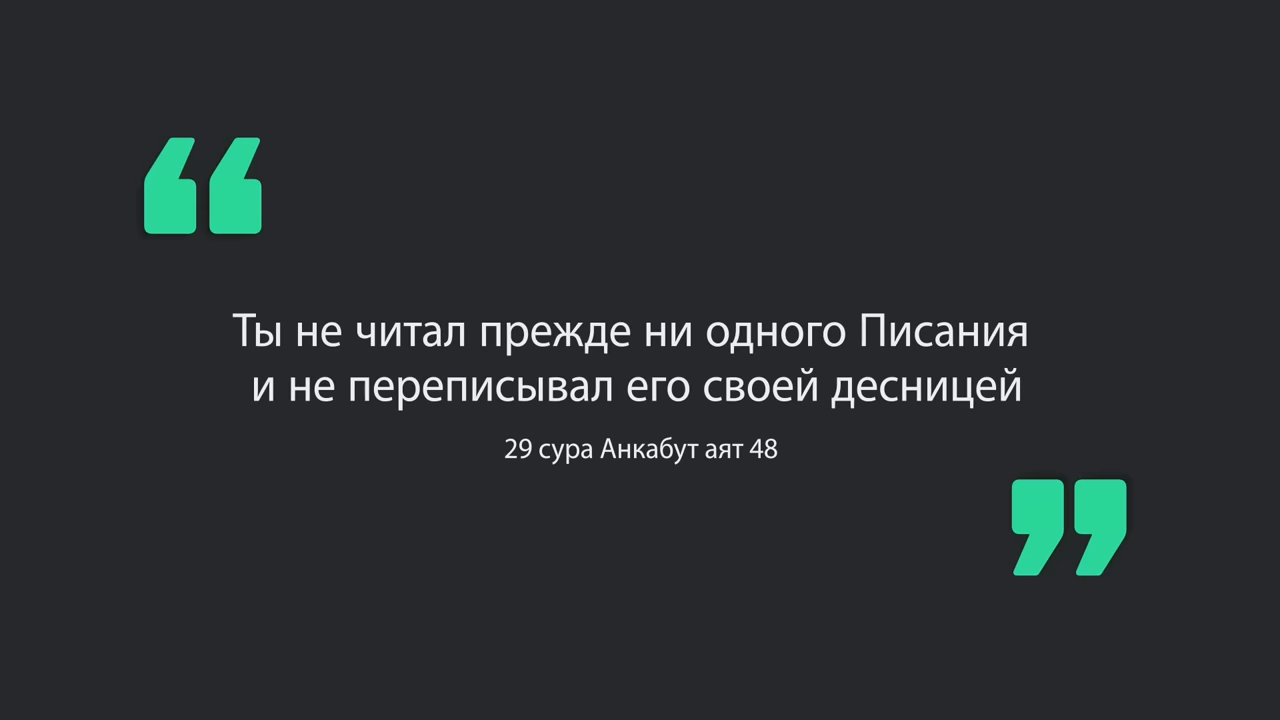 Ты не читал прежде ни одного Писания
и не переписывал его своей десницей
29 сура Анкабут аят 48